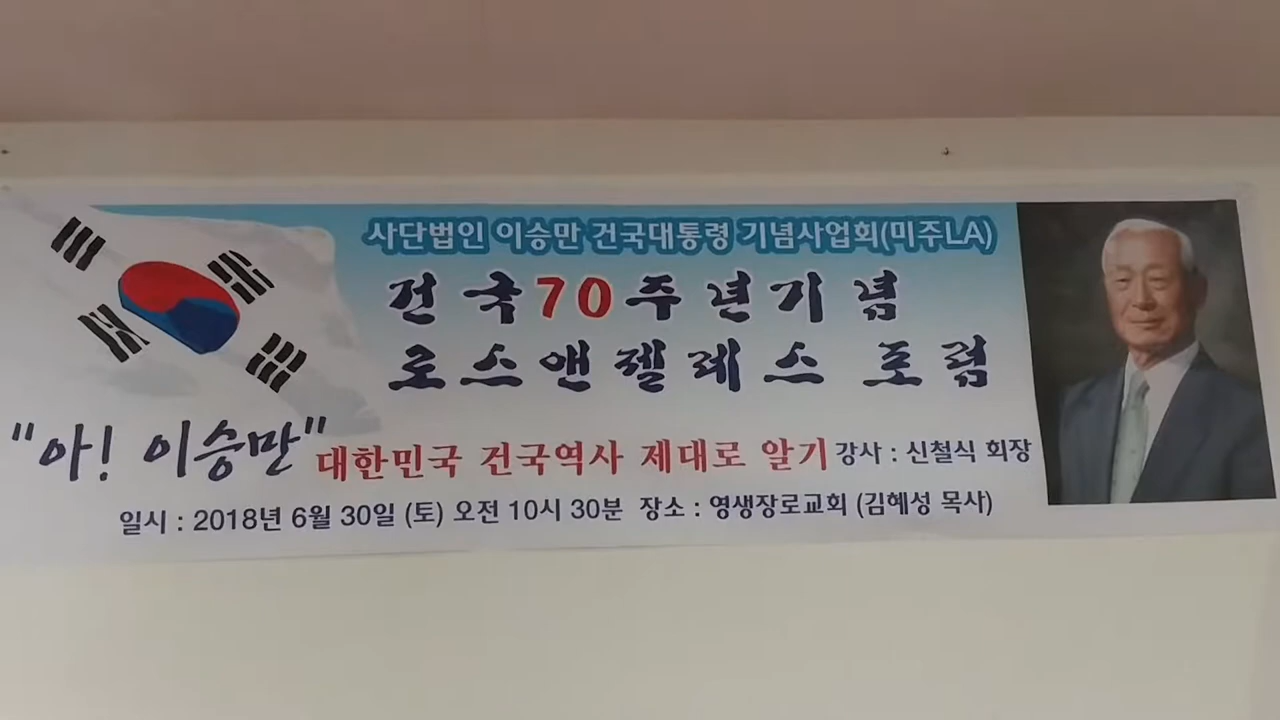 사단법인 이승만 건국대통령 기념사업회(미주LA)
건국70주년기념
로스앤젤레스 포럼
"아! 이승만" 대한민국 건국역사 제대로 알기 강사 : 신철식 회장
일시 : 2018년 6월 30일 (토) 오전 10시 30분 장소 : 영생장로교회 (김혜성 목사)